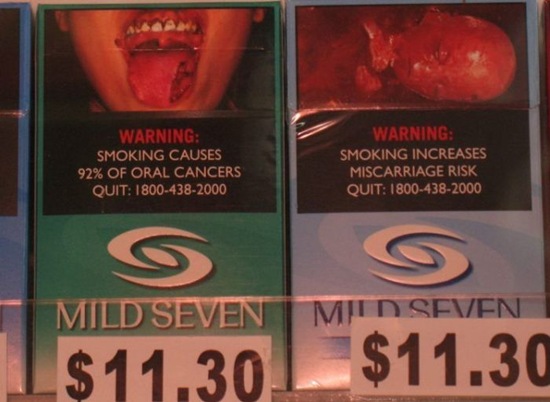 WARNING:
SMOKING CAUSES
92% OF ORAL CANCERS
QUIT: 1800-438-2000
MILD SEVEN
$11.30
WARNING:
SMOKING INCREASES
MISCARRIAGE RISK
QUIT: 1800-438-2000
MILD SEVEN
$11.30